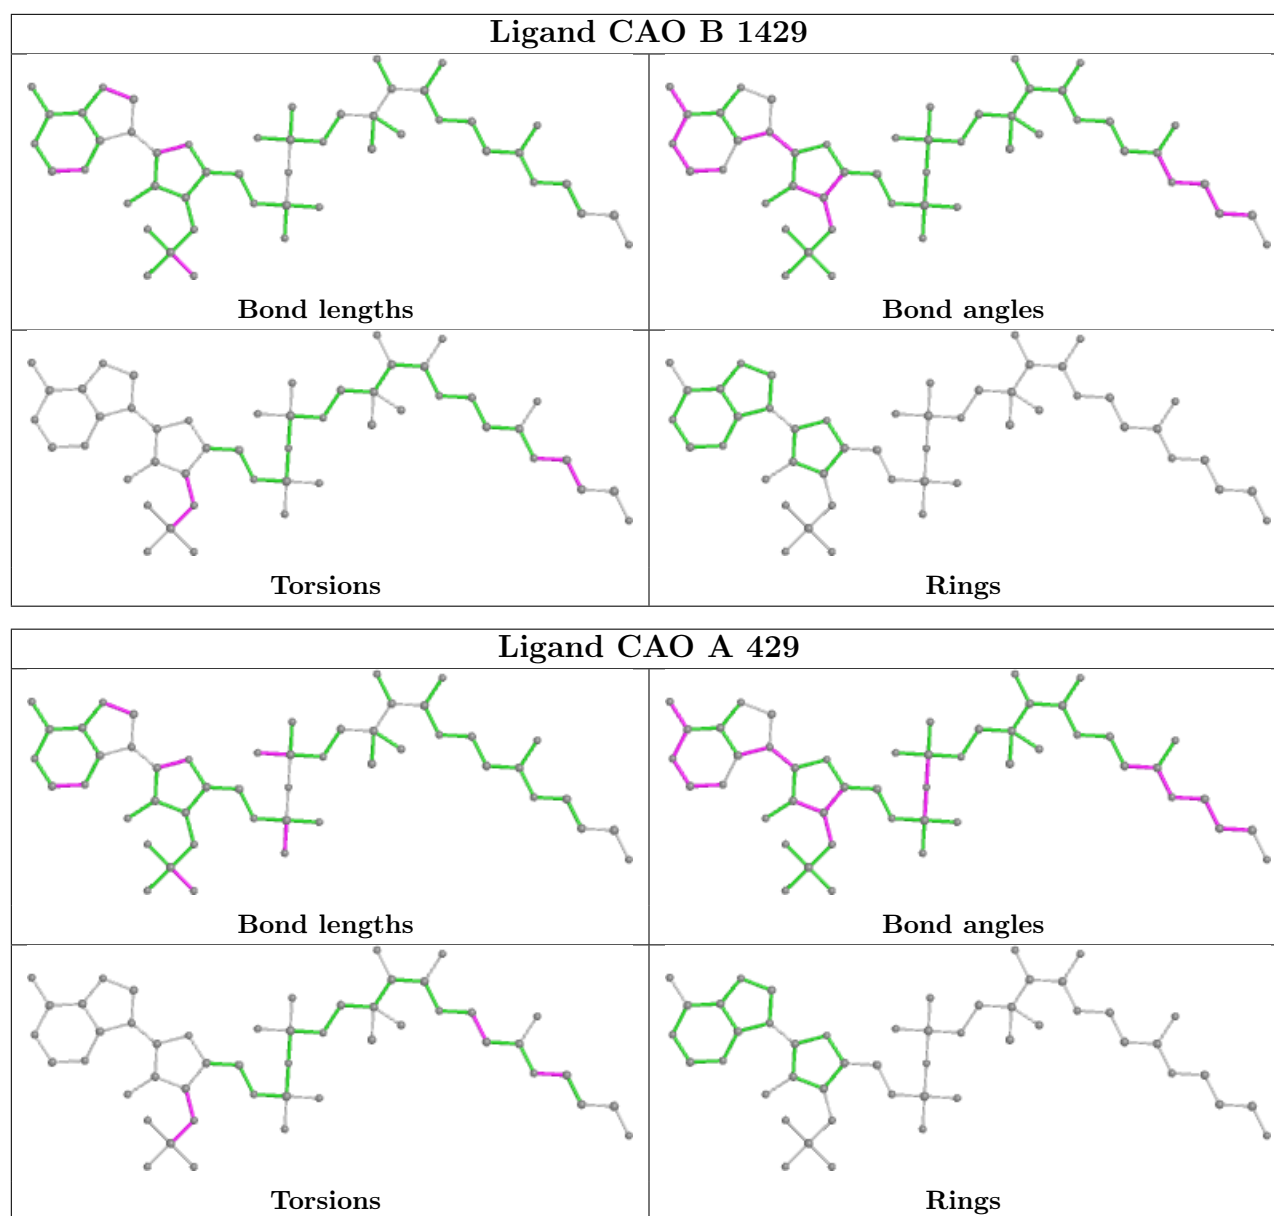 Ligand CAO B 1429
Bond lengths
Bond angles
Torsions
Rings
Ligand CAO A 429
Bond lengths
Bond angles
Torsions
Rings